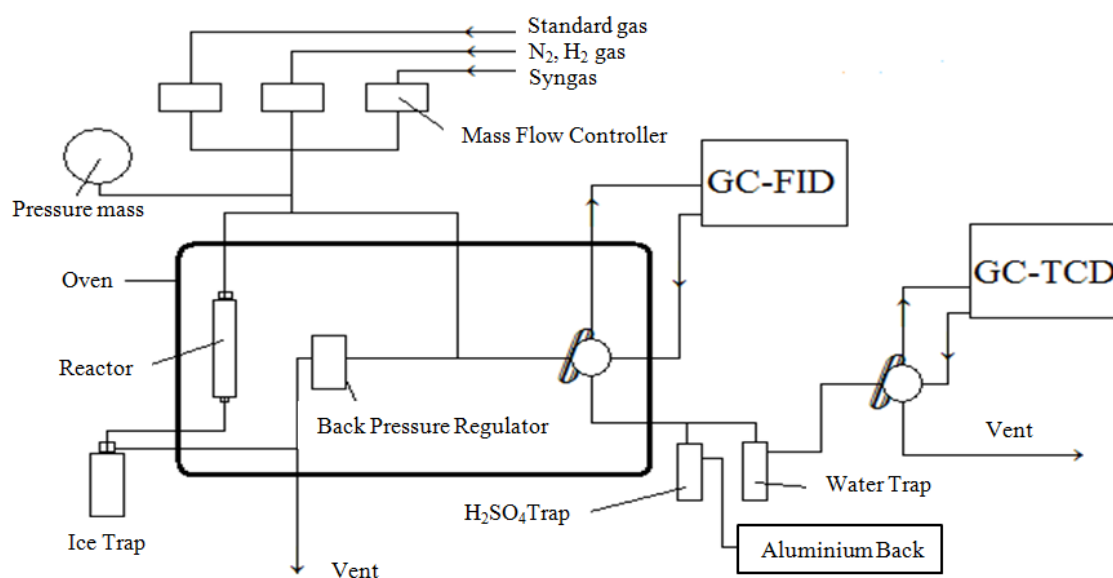 Standard gas
N₂, H₂ gas
Syngas
Mass Flow Controller
Pressure mass
GC-FID
GC-TCD
Oven
Reactor
Back Pressure Regulator
Vent
Water Trap
H₂SO₄Trap
Ice Trap
Aluminium Back
Vent